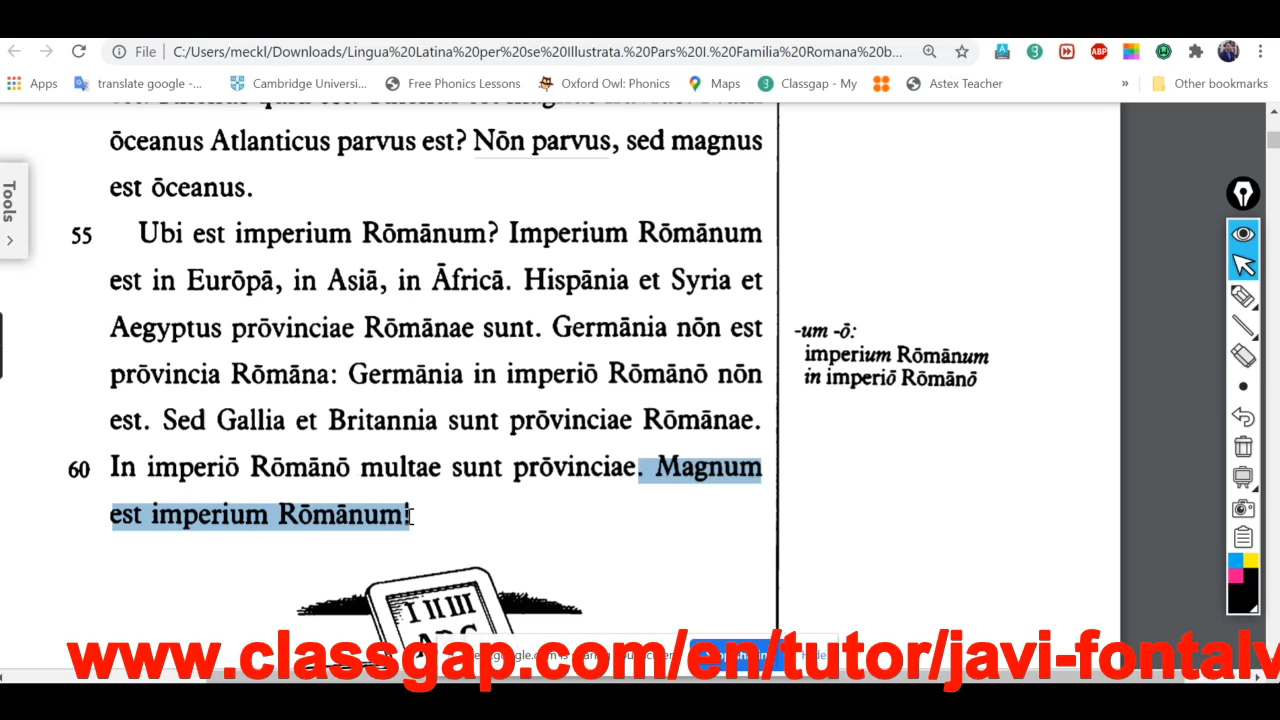 File C:/Users/meckl/Downloads/Lingua%20Latina%20per%20se%20Illustrata.%20Pars%20I.%20Familia%20Romana%20b...
Apps translate google - Cambridge Universi... Free Phonics Lessons Oxford Owl: Phonics Maps Classgap - My Astex Teacher » Other bookmarks
ōceanus Atlanticus parvus est? Nōn parvus, sed magnus
est ōceanus.
55 Ubi est imperium Rōmānum? Imperium Rōmānum
est in Eurōpā, in Asiā, in Āfricā. Hispānia et Syria et
Aegyptus prōvinciae Rōmānae sunt. Germānia nōn est
prōvincia Rōmāna: Germānia in imperiō Rōmānō nōn
est. Sed Gallia et Britannia sunt prōvinciae Rōmānae.
60 In imperiō Rōmānō multae sunt prōvinciae. Magnum
est imperium Rōmānum!
-um -ō:
imperium Rōmānum
in imperiō Rōmānō
Tools
I II III
www.classgap.com/en/tutor/javi-fontalv
Hide